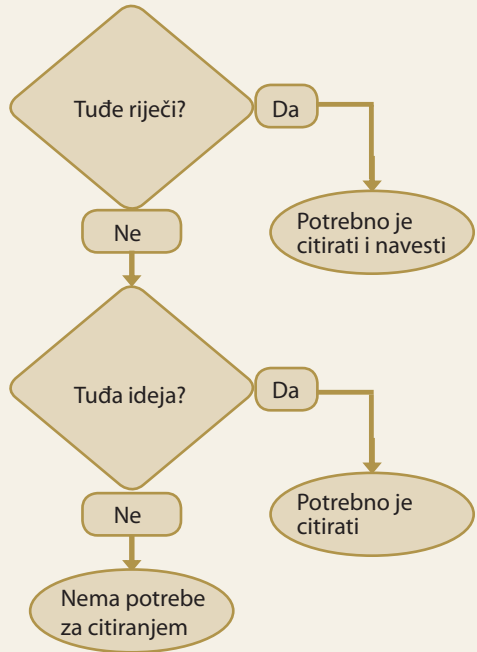 Tuđe riječi?
Da
Potrebno je
citirati i navesti
Ne
Tuđa ideja?
Da
Potrebno je
citirati
Ne
Nema potrebe
za citiranjem